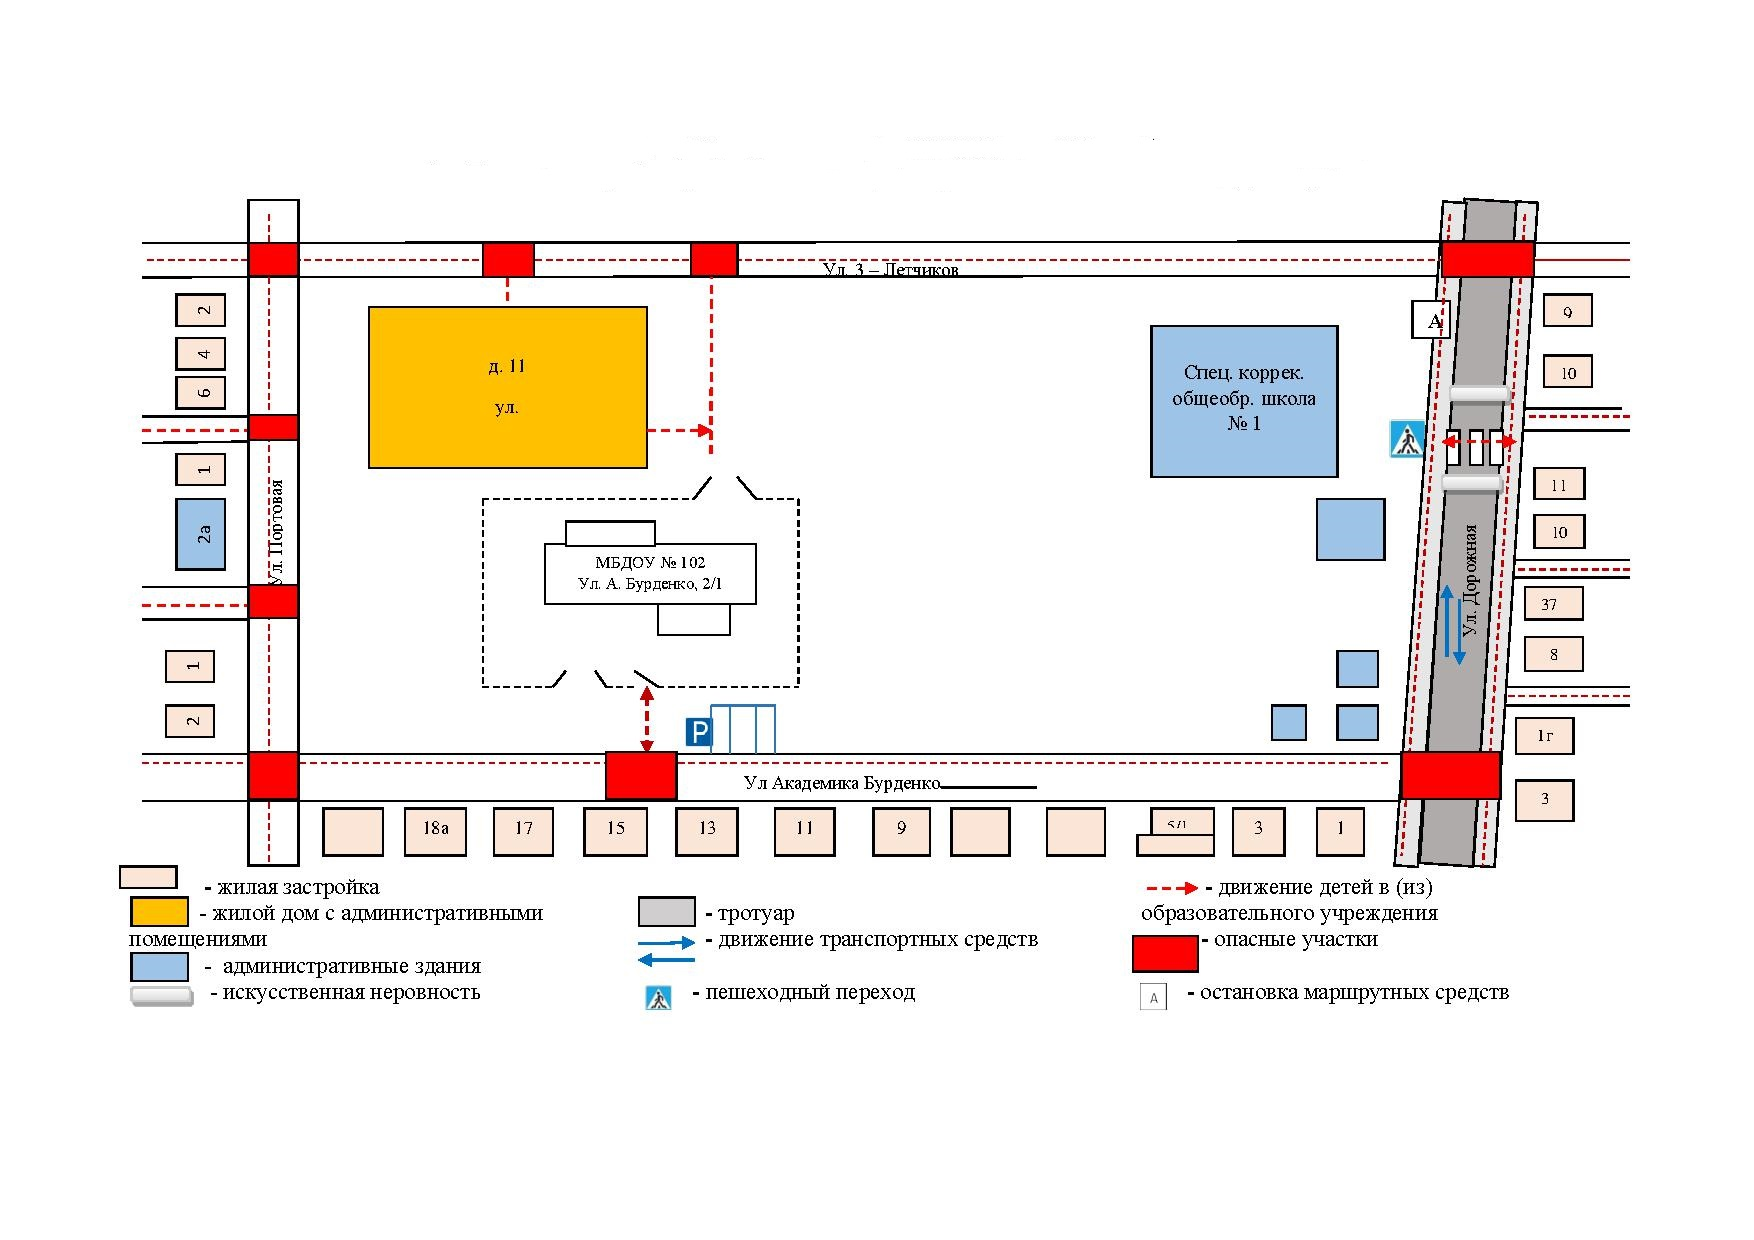 Ул. 3 – Летчиков
2
4
6
1
2а
1
2
Ул. Портовая
д. 11
ул.
Спец. коррек.
общеобр. школа
№ 1
А
МБДОУ № 102
Ул. А. Бурденко, 2/1
Ул. Дорожная
9
10
11
10
37
8
1г
3
P
Ул Академика Бурденко
18а
17
15
13
11
9
5/1
3
1
- жилая застройка
- жилой дом с административными
помещениями
- административные здания
- искусственная неровность
- тротуар
- движение транспортных средств
- пешеходный переход
- движение детей в (из)
образовательного учреждения
- опасные участки
А
- остановка маршрутных средств